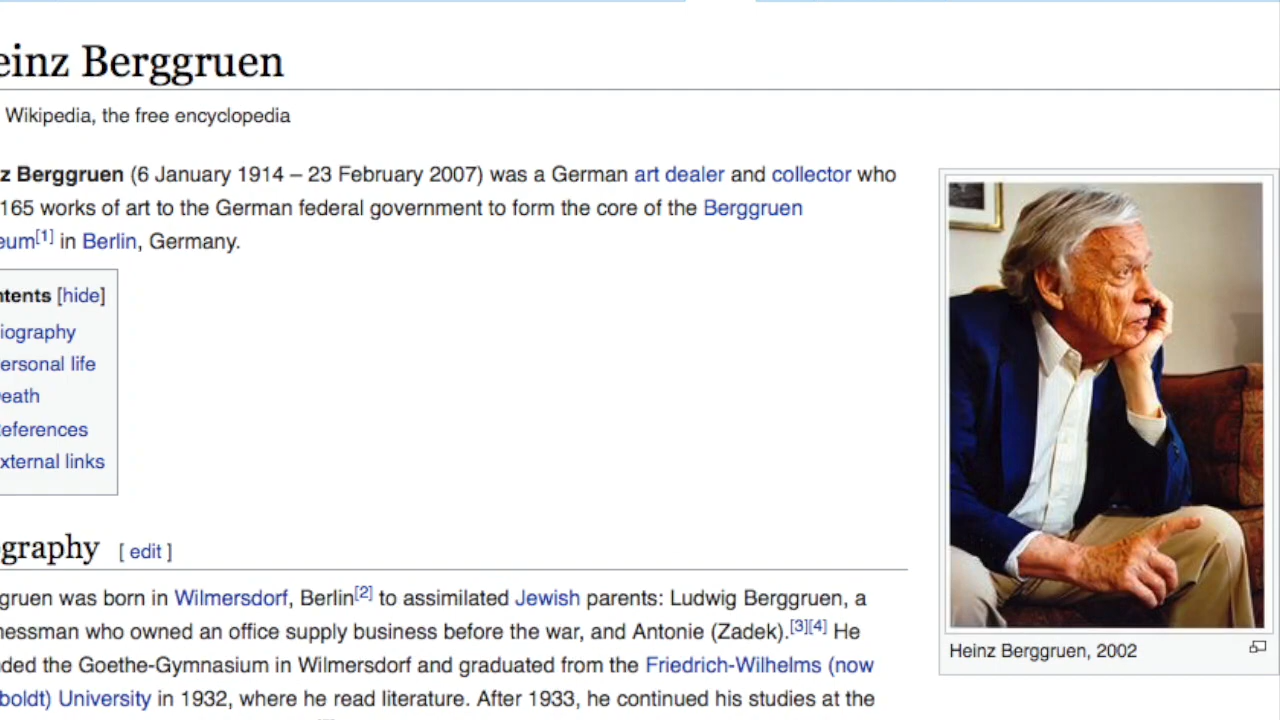 einz Berggruen
Wikipedia, the free encyclopedia
z Berggruen (6 January 1914 – 23 February 2007) was a German art dealer and collector who
165 works of art to the German federal government to form the core of the Berggruen
eum[1] in Berlin, Germany.
ntents [hide]
iography
ersonal life
eath
eferences
xternal links
graphy [ edit ]
gruen was born in Wilmersdorf, Berlin[2] to assimilated Jewish parents: Ludwig Berggruen, a
nessman who owned an office supply business before the war, and Antonie (Zadek).[3][4] He
ded the Goethe-Gymnasium in Wilmersdorf and graduated from the Friedrich-Wilhelms (now
boldt) University in 1932, where he read literature. After 1933, he continued his studies at the
Heinz Berggruen, 2002